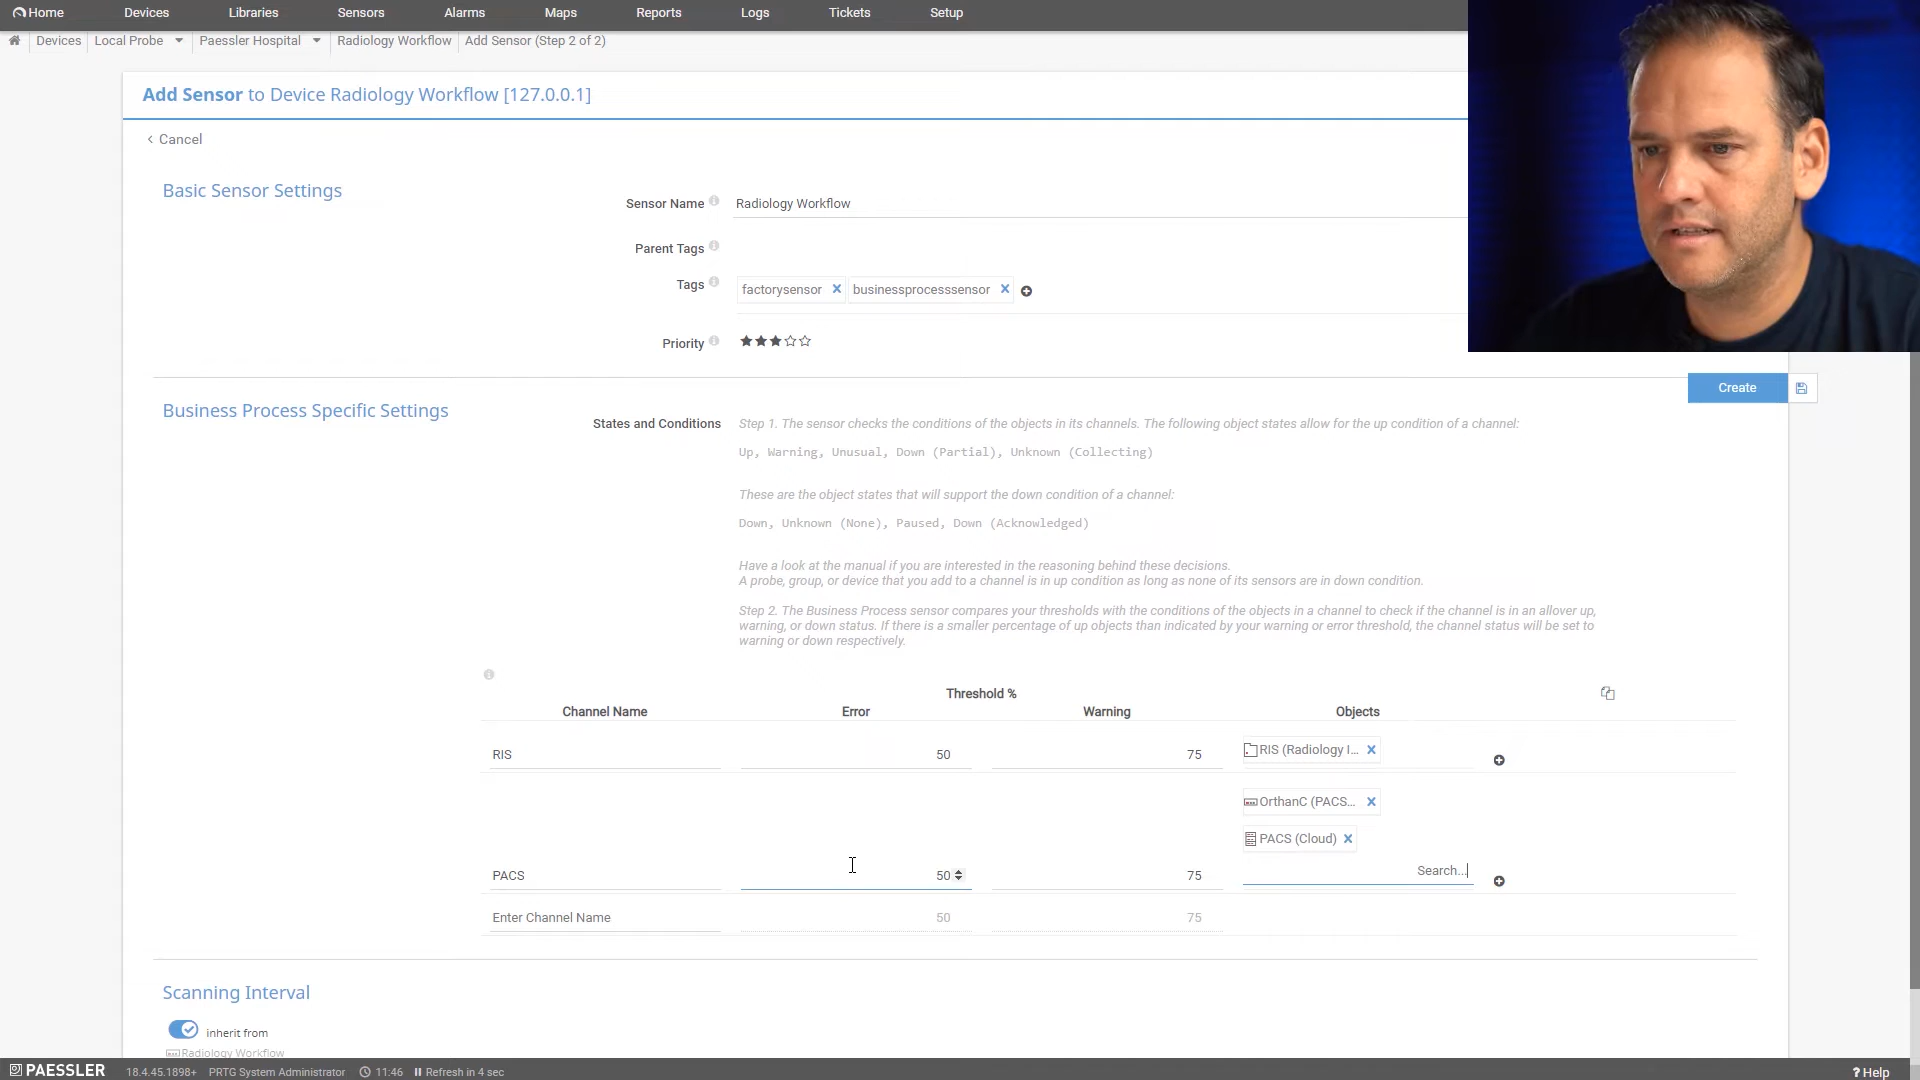 Home Devices Libraries Sensors Alarms Maps Reports Logs Tickets Setup
Devices Local Probe Paessler Hospital Radiology Workflow Add Sensor (Step 2 of 2)
Add Sensor to Device Radiology Workflow [127.0.0.1]
< Cancel
Basic Sensor Settings
Sensor Name Radiology Workflow
Parent Tags
Tags factorysensor businessprocesssensor
Priority
Create
Business Process Specific Settings
States and Conditions
Step 1. The sensor checks the conditions of the objects in its channels. The following object states allow for the up condition of a channel:
Up, Warning, Unusual, Down (Partial), Unknown (Collecting)
These are the object states that will support the down condition of a channel:
Down, Unknown (None), Paused, Down (Acknowledged)
Have a look at the manual if you are interested in the reasoning behind these decisions.
A probe, group, or device that you add to a channel is in up condition as long as none of its sensors are in down condition.
Step 2. The Business Process sensor compares your thresholds with the conditions of the objects in a channel to check if the channel is in an allover up,
warning, or down status. If there is a smaller percentage of up objects than indicated by your warning or error threshold, the channel status will be set to
warning or down respectively.
Threshold %
Channel Name Error Warning Objects
RIS 50 75 RIS (Radiology I...
OrthanC (PACS...
PACS (Cloud)
PACS 50 75 Search...
Enter Channel Name 50 75
Scanning Interval
inherit from
Radiology Workflow
PAESSLER 18.4.45.1898+ PRTG System Administrator 11:46 Refresh in 4 sec ? Help